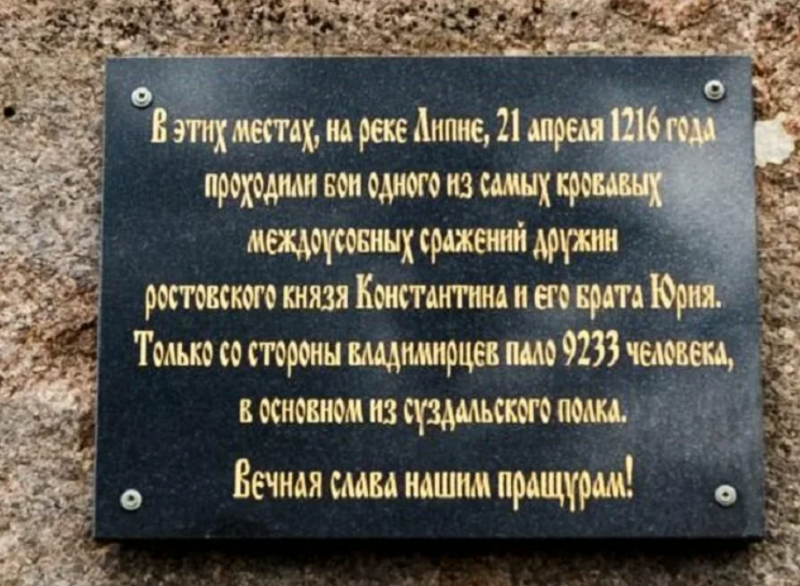 В этих местах, на реке Липне, 21 апреля 1216 года
проходили бои одного из самых кровавых
междоусобных сражений дружин
ростовского князя Константина и его брата Юрия.
Только со стороны владимирцев пало 9233 человека,
в основном из суздальского полка.
Вечная слава нашим пращурам!